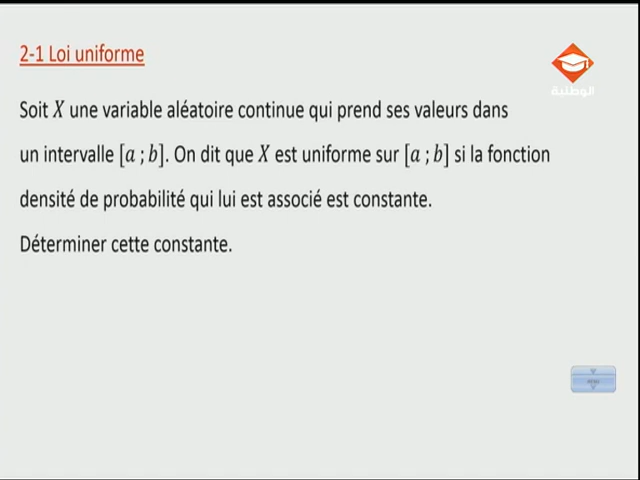 2-1 Loi uniforme
الوطنية
Soit X une variable aléatoire continue qui prend ses valeurs dans
un intervalle [a ; b]. On dit que X est uniforme sur [a ; b] si la fonction
densité de probabilité qui lui est associé est constante.
Déterminer cette constante.
MENU